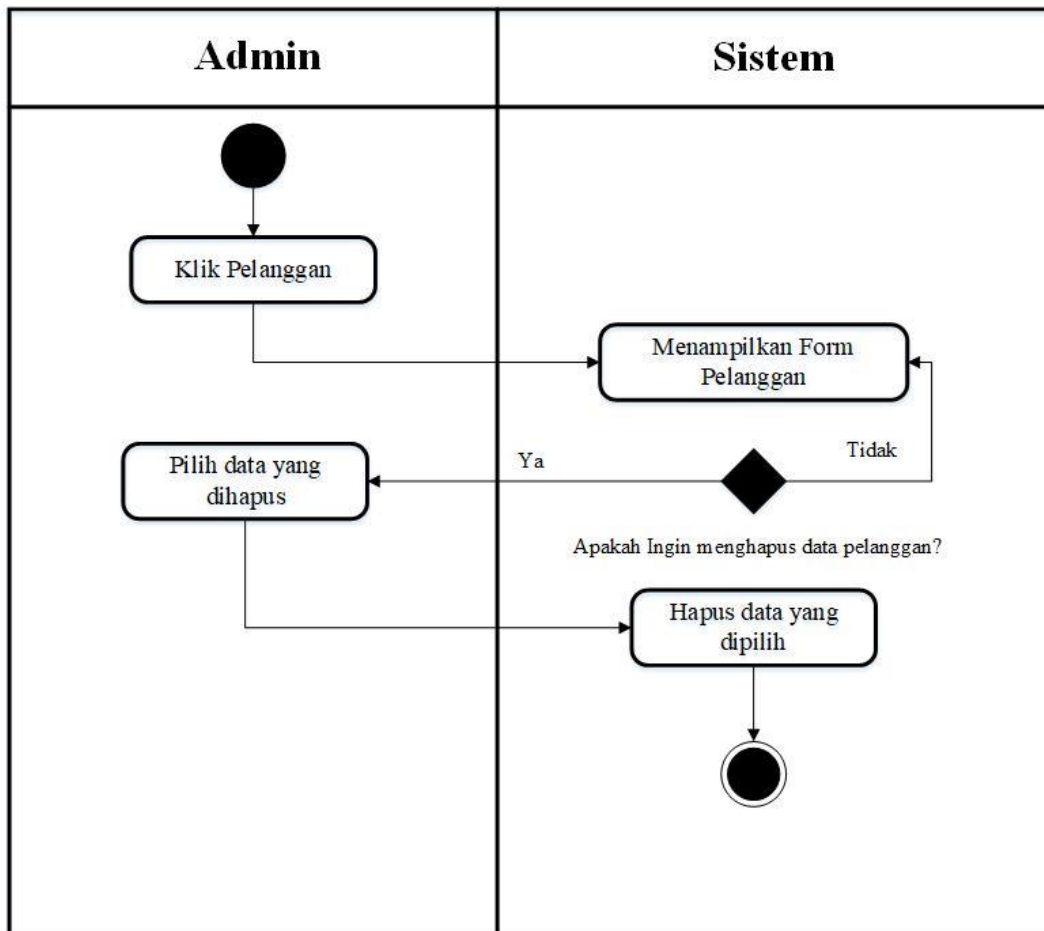 Admin
Sistem
Klik Pelanggan
Menampilkan Form
Pelanggan
Tidak
Ya
Pilih data yang
dihapus
Apakah Ingin menghapus data pelanggan?
Hapus data yang
dipilih